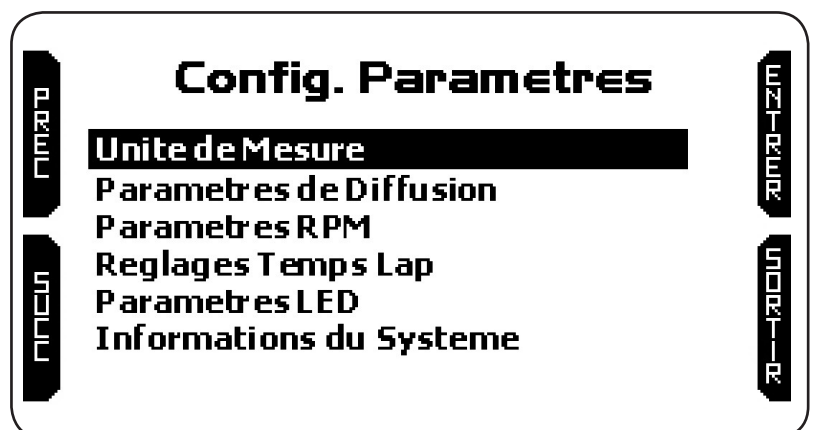 Config. Parametres
PREC
ENTRER
Unite de Mesure
Parametres de Diffusion
Parametres RPM
Reglages Temps Lap
Parametres LED
Informations du Systeme
SUCC
SORTIR